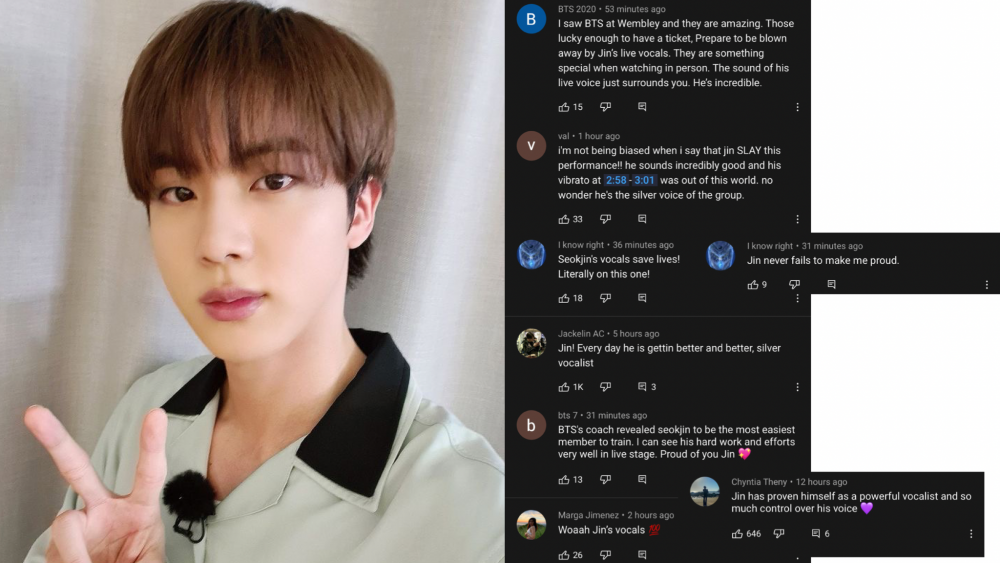 BTS 2020 • 53 minutes ago
I saw BTS at Wembley and they are amazing. Those
lucky enough to have a ticket, Prepare to be blown
away by Jin's live vocals. They are something
special when watching in person. The sound of his
live voice just surrounds you. He's incredible.
15
val • 1 hour ago
i'm not being biased when i say that jin SLAY this
performance!! he sounds incredibly good and his
vibrato at 2:58 - 3:01 was out of this world. no
wonder he's the silver voice of the group.
33
I know right • 36 minutes ago
Seokjin's vocals save lives!
Literally on this one!
18
I know right • 31 minutes ago
Jin never fails to make me proud.
9
Jackelin AC • 5 hours ago
Jin! Every day he is gettin better and better, silver
vocalist
1K 3
b
bts 7 • 31 minutes ago
BTS's coach revealed seokjin to be the most easiest
member to train. I can see his hard work and efforts
very well in live stage. Proud of you Jin 💖
13
Chyntia Theny • 12 hours ago
Jin has proven himself as a powerful vocalist and so
much control over his voice 💜
646 6
Marga Jimenez • 2 hours ago
Woaah Jin's vocals 💯
26